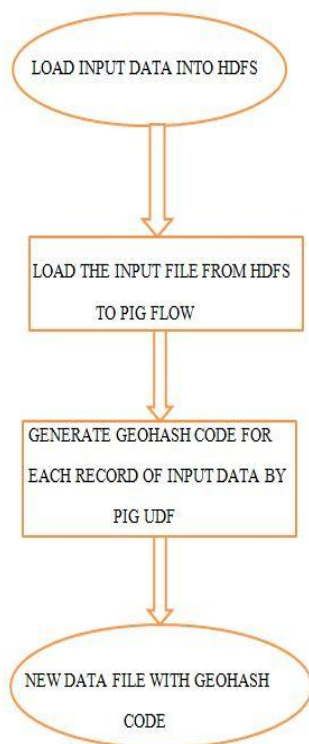 LOAD INPUT DATA INTO HDFS
LOAD THE INPUT FILE FROM HDFS
TO PIG FLOW
GENERATE GEOHASH CODE FOR
EACH RECORD OF INPUT DATA BY
PIG UDF
NEW DATA FILE WITH GEOHASH
CODE